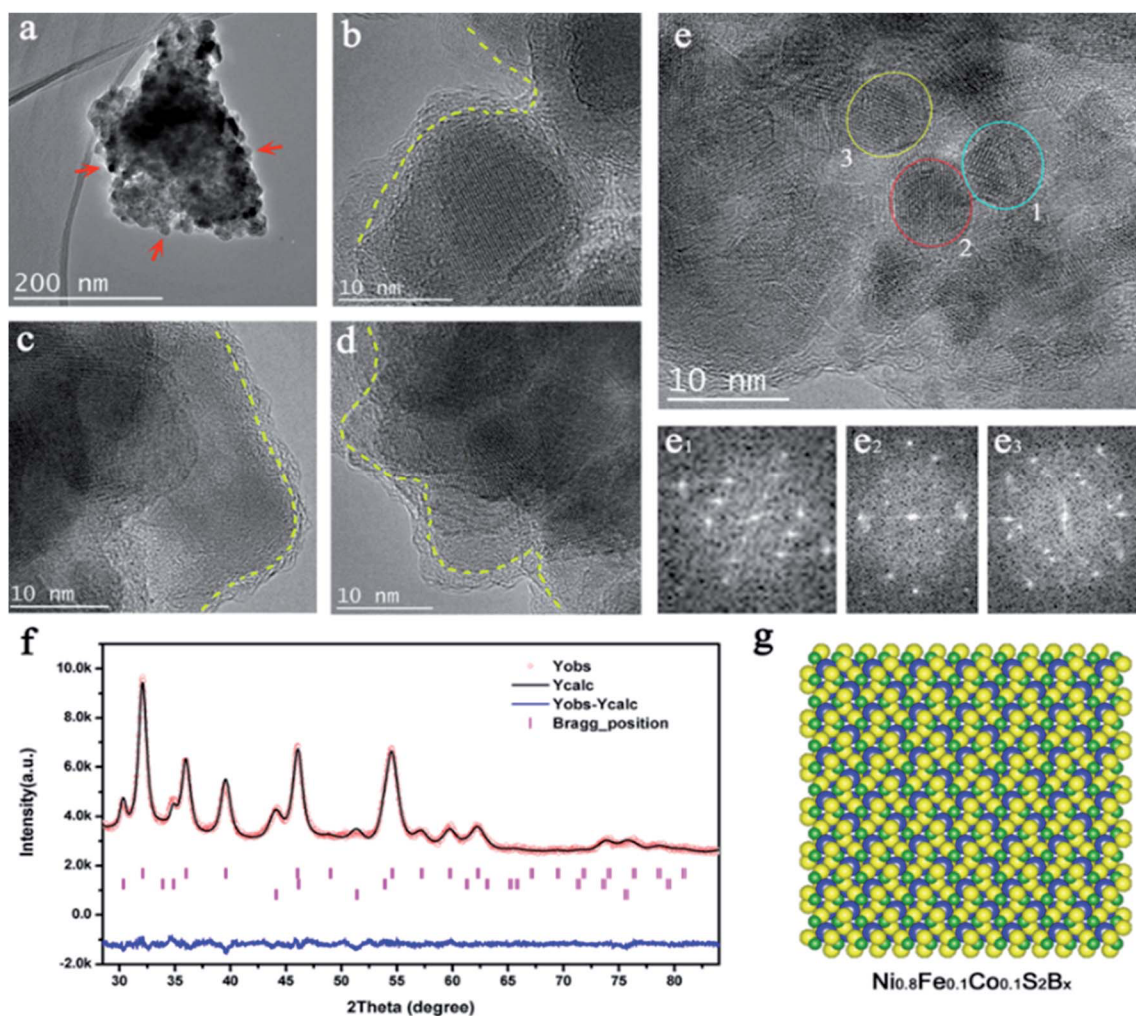 a
200 nm
b
10 nm
c
10 nm
d
10 nm
e
3
1
2
10 nm
e1
e2
e3
f
10.0k
8.0k
6.0k
4.0k
2.0k
0.0
-2.0k
Intensity(a.u.)
Yobs
Ycalc
Yobs-Ycalc
Bragg_position
30 35 40 45 50 55 60 65 70 75 80
2Theta (degree)
g
Ni0.8Fe0.1Co0.1S2Bx